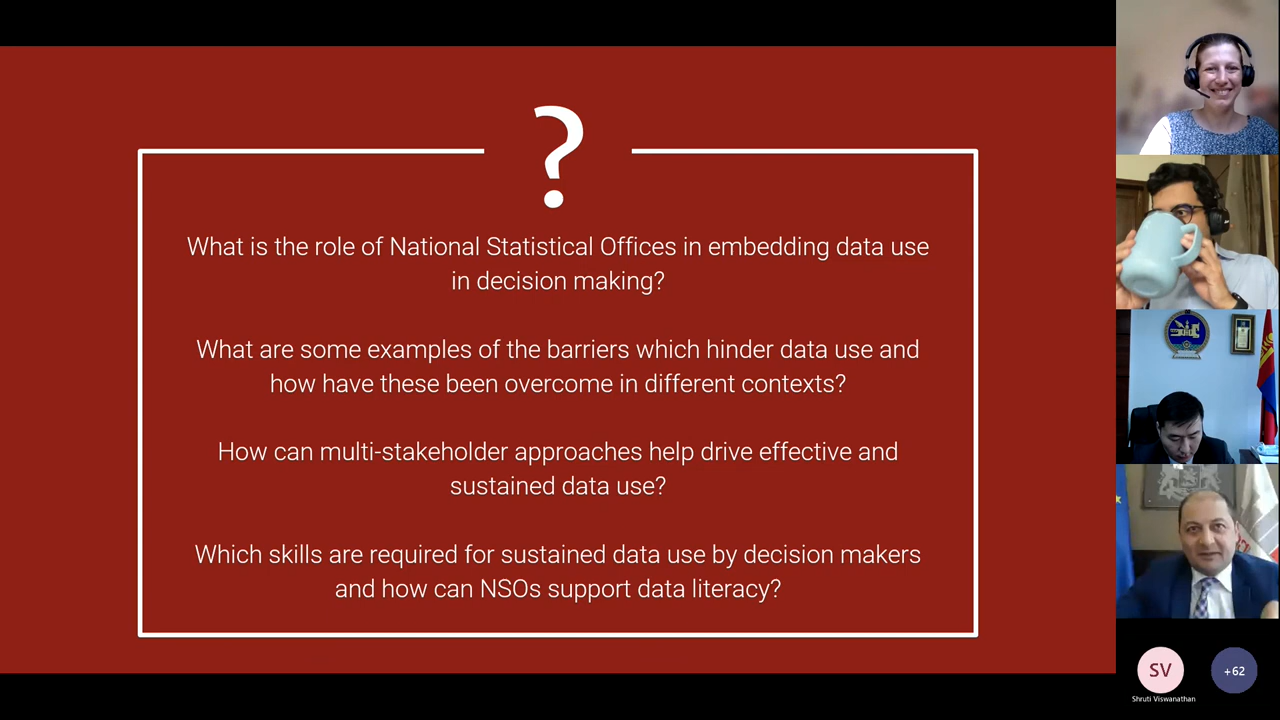 ?
What is the role of National Statistical Offices in embedding data use
in decision making?
What are some examples of the barriers which hinder data use and
how have these been overcome in different contexts?
How can multi-stakeholder approaches help drive effective and
sustained data use?
Which skills are required for sustained data use by decision makers
and how can NSOs support data literacy?
SV
+62
Shruti Viswanathan